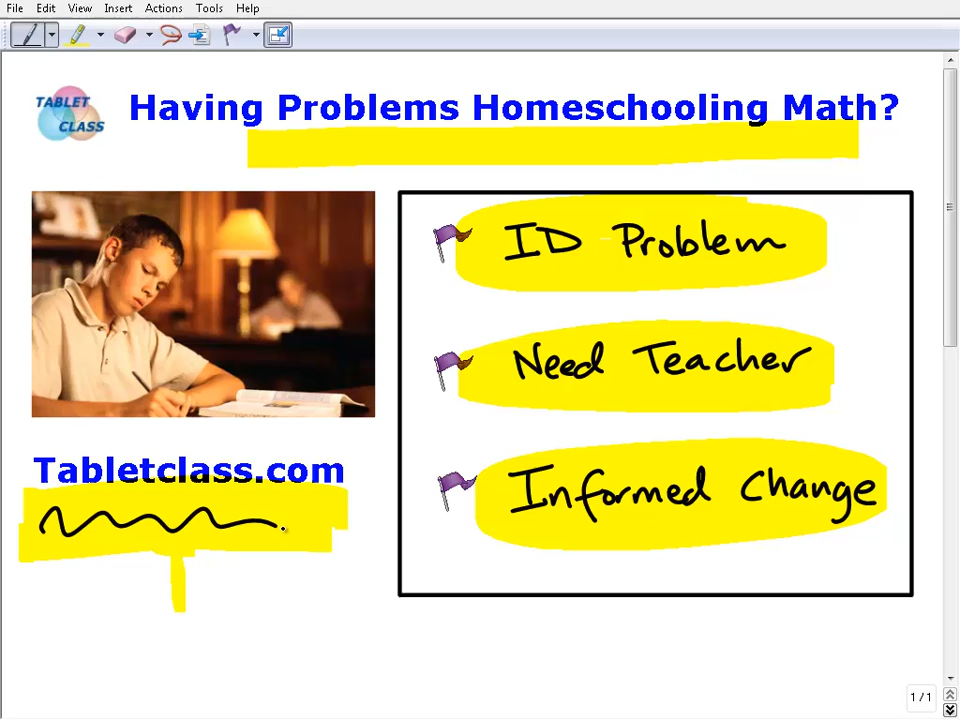 File Edit View Insert Actions Tools Help
TABLET
CLASS
Having Problems Homeschooling Math?
ID Problem
Need Teacher
Informed Change
Tabletclass.com
1 / 1